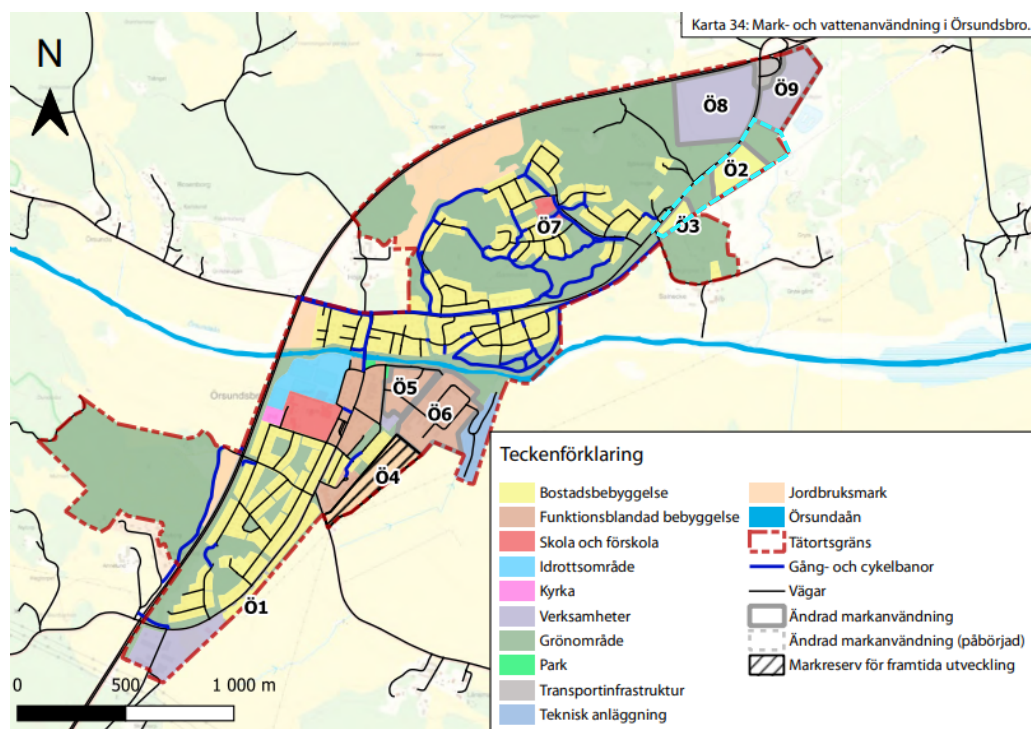 Karta 34: Mark- och vattenanvändning i Örsundsbro.
N
Ö8
Ö9
Ö2
Ö7
Ö3
Ö5
Ö6
Ö4
Ö1
Örsundsbro
0 500 1 000 m
Teckenförklaring
Bostadsbebyggelse
Funktionsblandad bebyggelse
Skola och förskola
Idrottsområde
Kyrka
Verksamheter
Grönområde
Park
Transportinfrastruktur
Teknisk anläggning
Jordbruksmark
Örsundaån
Tätortsgräns
Gång- och cykelbanor
Vägar
Ändrad markanvändning
Ändrad markanvändning (påbörjad)
Markreserv för framtida utveckling